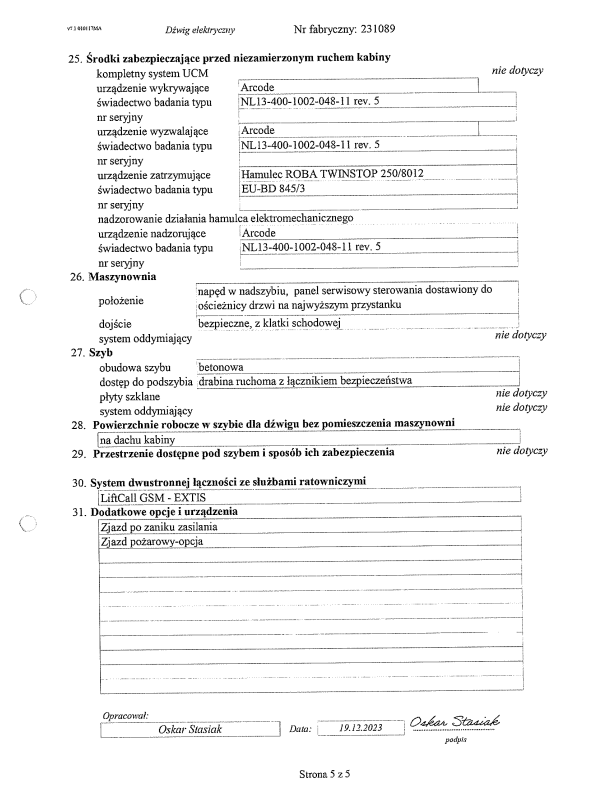 v7.3 010117MA Dźwig elektryczny Nr fabryczny: 231089
25. Środki zabezpieczające przed niezamierzonym ruchem kabiny
kompletny system UCM nie dotyczy
urządzenie wykrywające Arcode
świadectwo badania typu NL13-400-1002-048-11 rev. 5
nr seryjny
urządzenie wyzwalające Arcode
świadectwo badania typu NL13-400-1002-048-11 rev. 5
nr seryjny
urządzenie zatrzymujące Hamulec ROBA TWINSTOP 250/8012
świadectwo badania typu EU-BD 845/3
nr seryjny
nadzorowanie działania hamulca elektromechanicznego
urządzenie nadzorujące Arcode
świadectwo badania typu NL13-400-1002-048-11 rev. 5
nr seryjny
26. Maszynownia
położenie napęd w nadszybiu, panel serwisowy sterowania dostawiony do
ościeżnicy drzwi na najwyższym przystanku
dojście bezpieczne, z klatki schodowej
system oddymiający nie dotyczy
27. Szyb
obudowa szybu betonowa
dostęp do podszybia drabina ruchoma z łącznikiem bezpieczeństwa
płyty szklane nie dotyczy
system oddymiający nie dotyczy
28. Powierzchnie robocze w szybie dla dźwigu bez pomieszczenia maszynowni
na dachu kabiny
29. Przestrzenie dostępne pod szybem i sposób ich zabezpieczenia nie dotyczy
30. System dwustronnej łączności ze służbami ratowniczymi
LiftCall GSM - EXTIS
31. Dodatkowe opcje i urządzenia
Zjazd po zaniku zasilania
Zjazd pożarowy-opcja
Opracował:
Oskar Stasiak Data: 19.12.2023 Oskar Stasiak
podpis
Strona 5 z 5